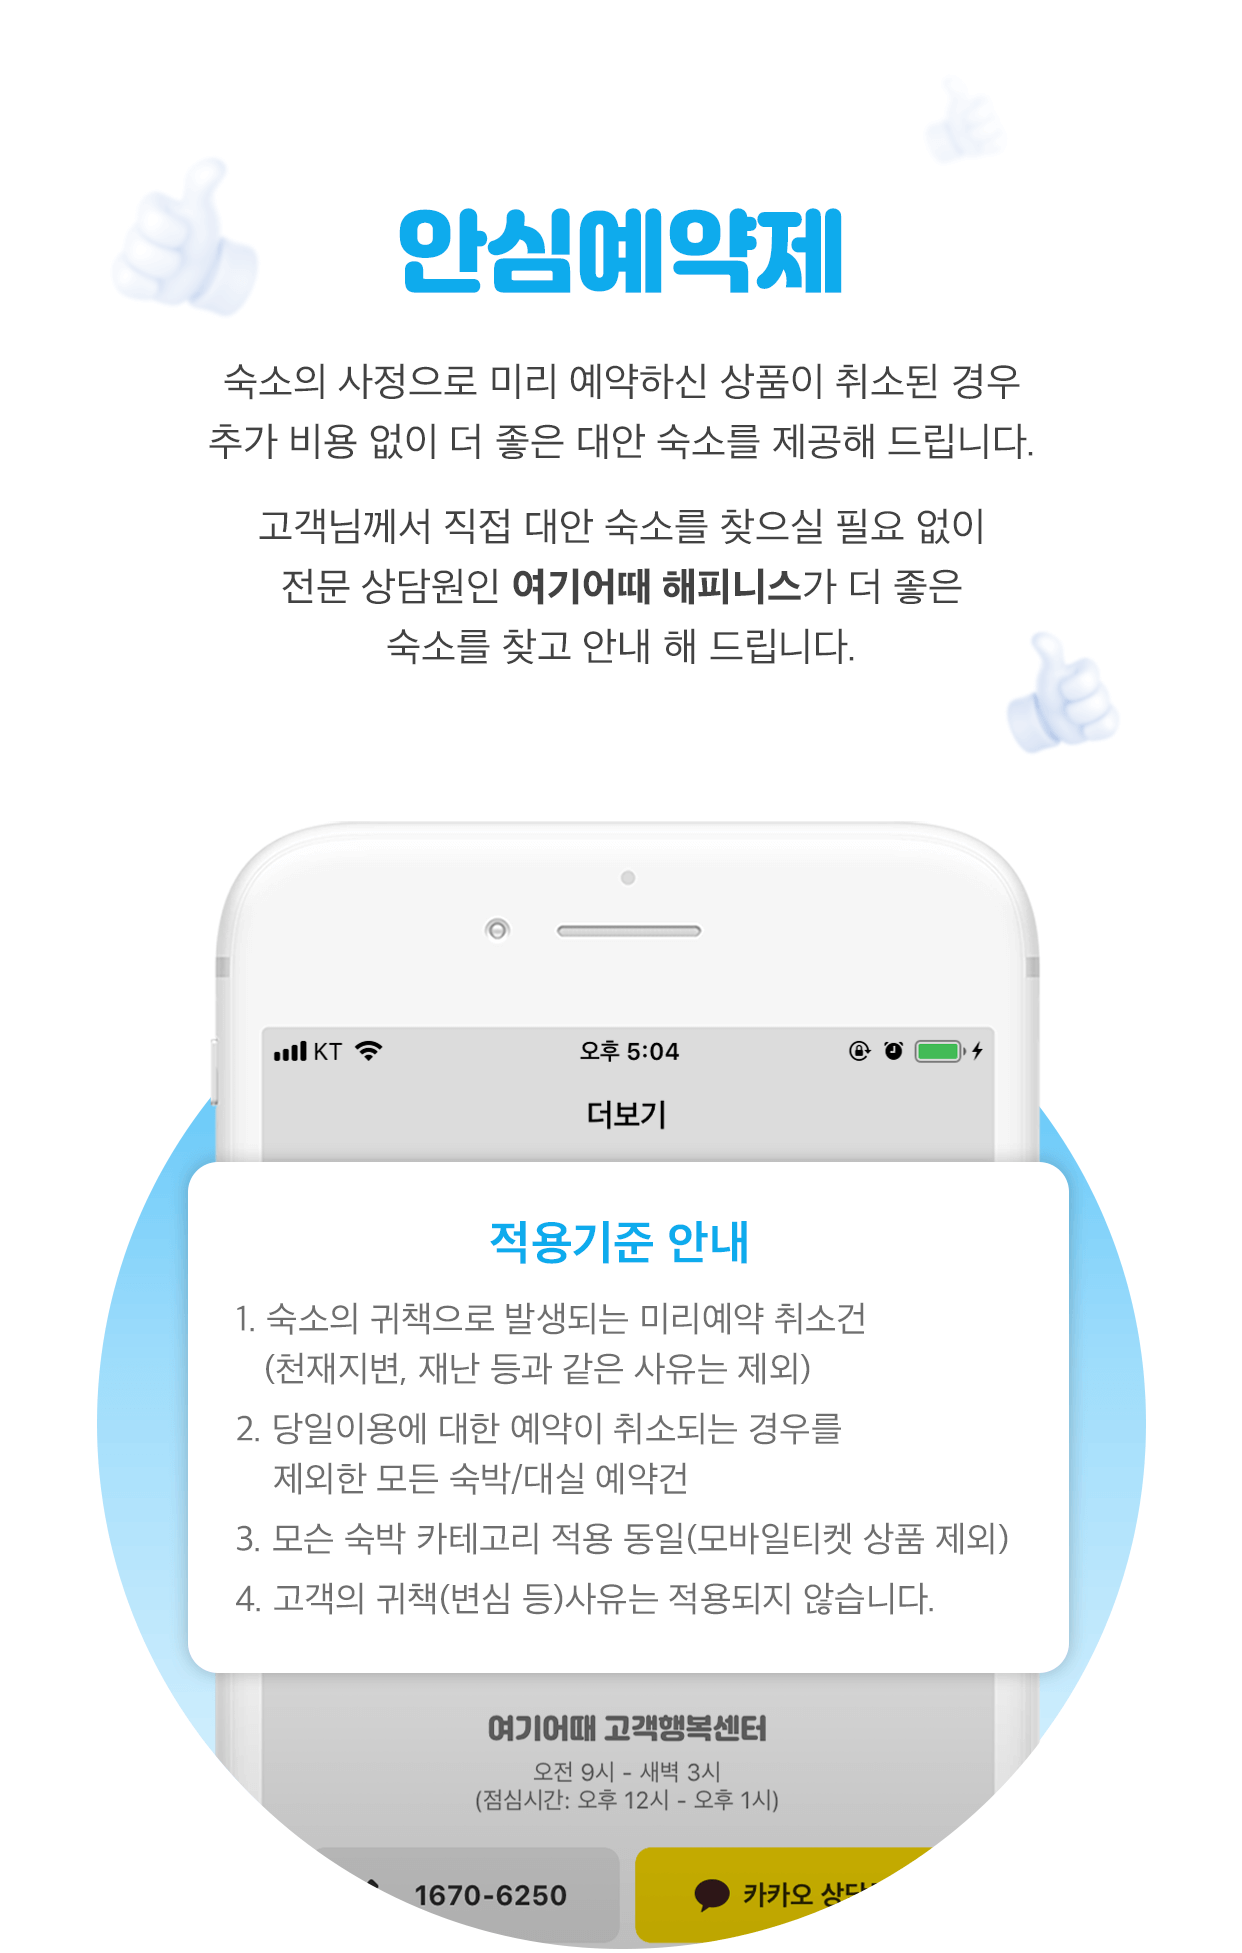 안심예약제
숙소의 사정으로 미리 예약하신 상품이 취소된 경우
추가 비용 없이 더 좋은 대안 숙소를 제공해 드립니다.
고객님께서 직접 대안 숙소를 찾으실 필요 없이
전문 상담원인 여기어때 해피니스가 더 좋은
숙소를 찾고 안내 해 드립니다.
KT 오후 5:04
더보기
적용기준 안내
1. 숙소의 귀책으로 발생되는 미리예약 취소건
(천재지변, 재난 등과 같은 사유는 제외)
2. 당일이용에 대한 예약이 취소되는 경우를
제외한 모든 숙박/대실 예약건
3. 모슨 숙박 카테고리 적용 동일(모바일티켓 상품 제외)
4. 고객의 귀책(변심 등)사유는 적용되지 않습니다.
여기어때 고객행복센터
오전 9시 - 새벽 3시
(점심시간: 오후 12시 - 오후 1시)
1670-6250 카카오